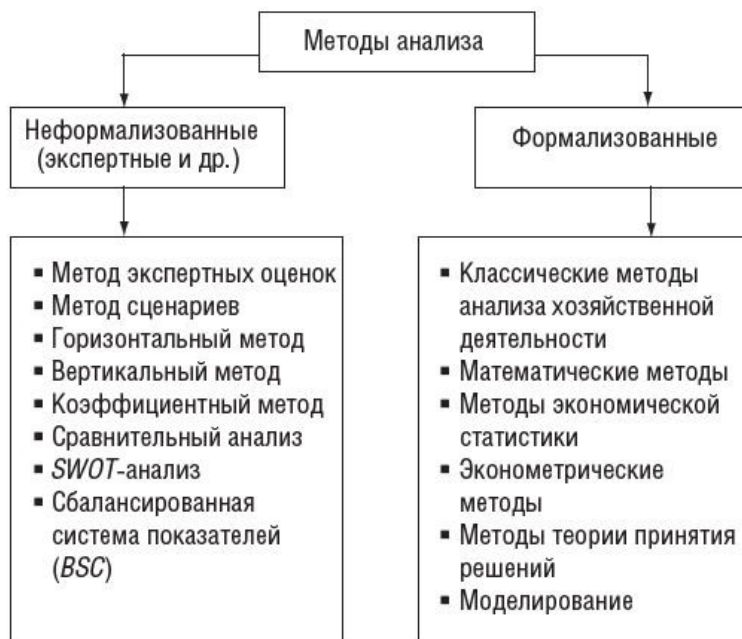 Методы анализа
Неформализованные
(экспертные и др.)
Формализованные
▪ Метод экспертных оценок
▪ Метод сценариев
▪ Горизонтальный метод
▪ Вертикальный метод
▪ Коэффициентный метод
▪ Сравнительный анализ
▪ SWOT-анализ
▪ Сбалансированная
система показателей
(BSC)
▪ Классические методы
анализа хозяйственной
деятельности
▪ Математические методы
▪ Методы экономической
статистики
▪ Эконометрические
методы
▪ Методы теории принятия
решений
▪ Моделирование